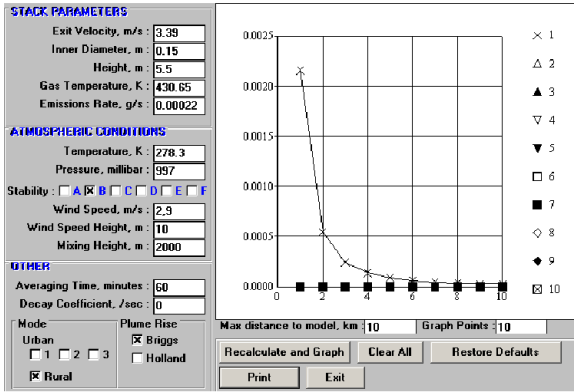 STACK PARAMETERS
Exit Velocity, m/s : 3.39
Inner Diameter, m : 0.15
Height, m : 5.5
Gas Temperature, K : 430.65
Emissions Rate, g/s : 0.00022
ATMOSPHERIC CONDITIONS
Temperature, K : 278.3
Pressure, millibar : 997
Stability : A B C D E F
Wind Speed, m/s : 2,9
Wind Speed Height, m : 10
Mixing Height, m : 2000
OTHER
Averaging Time, minutes : 60
Decay Coefficient, /sec : 0
Mode
Urban
1 2 3
Rural
Plume Rise
Briggs
Holland
0.0025
0.0020
0.0015
0.0010
0.0005
0.0000
0 2 4 6 8 10
1
2
3
4
5
6
7
8
9
10
Max distance to model, km : 10 Graph Points : 10
Recalculate and Graph Clear All Restore Defaults
Print Exit